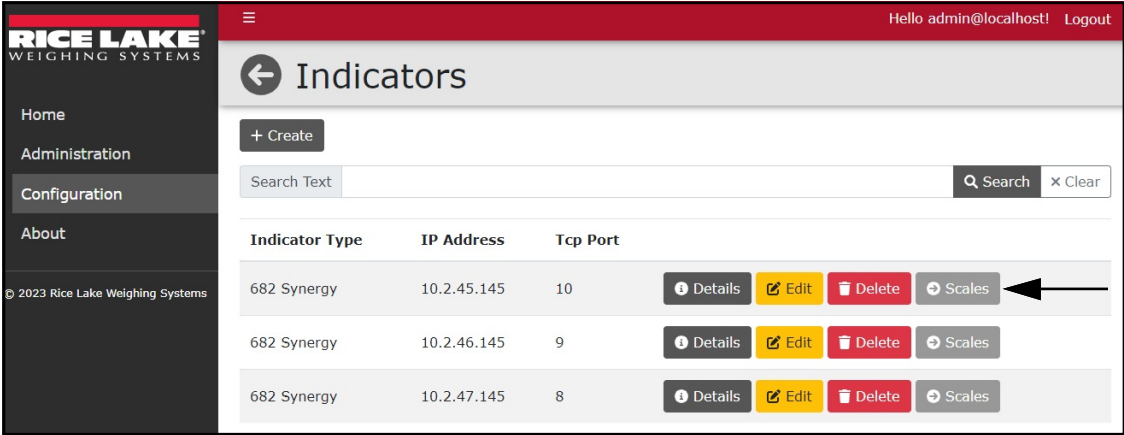 RICE LAKE®
WEIGHING SYSTEMS
Home
Administration
Configuration
About
© 2023 Rice Lake Weighing Systems
Hello admin@localhost! Logout
Indicators
+ Create
Search Text Search × Clear
Indicator Type IP Address Tcp Port
682 Synergy 10.2.45.145 10 Details Edit Delete Scales
682 Synergy 10.2.46.145 9 Details Edit Delete Scales
682 Synergy 10.2.47.145 8 Details Edit Delete Scales